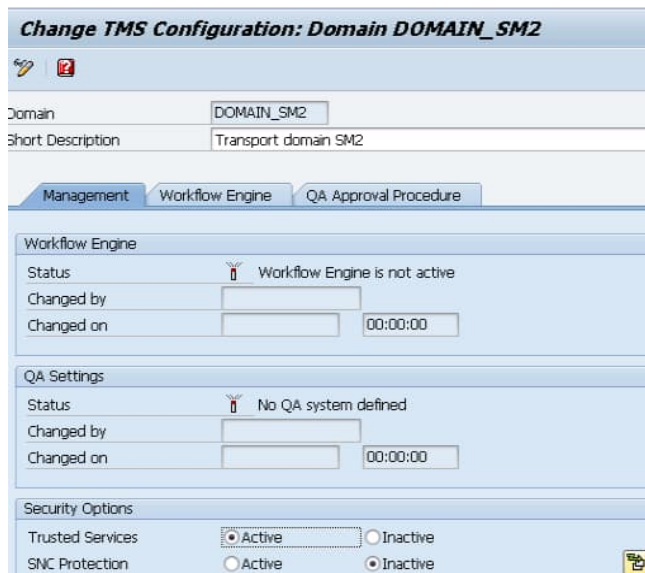 Change TMS Configuration: Domain DOMAIN_SM2
Domain DOMAIN_SM2
Short Description Transport domain SM2
Management Workflow Engine QA Approval Procedure
Workflow Engine
Status Workflow Engine is not active
Changed by
Changed on 00:00:00
QA Settings
Status No QA system defined
Changed by
Changed on 00:00:00
Security Options
Trusted Services Active Inactive
SNC Protection Active Inactive